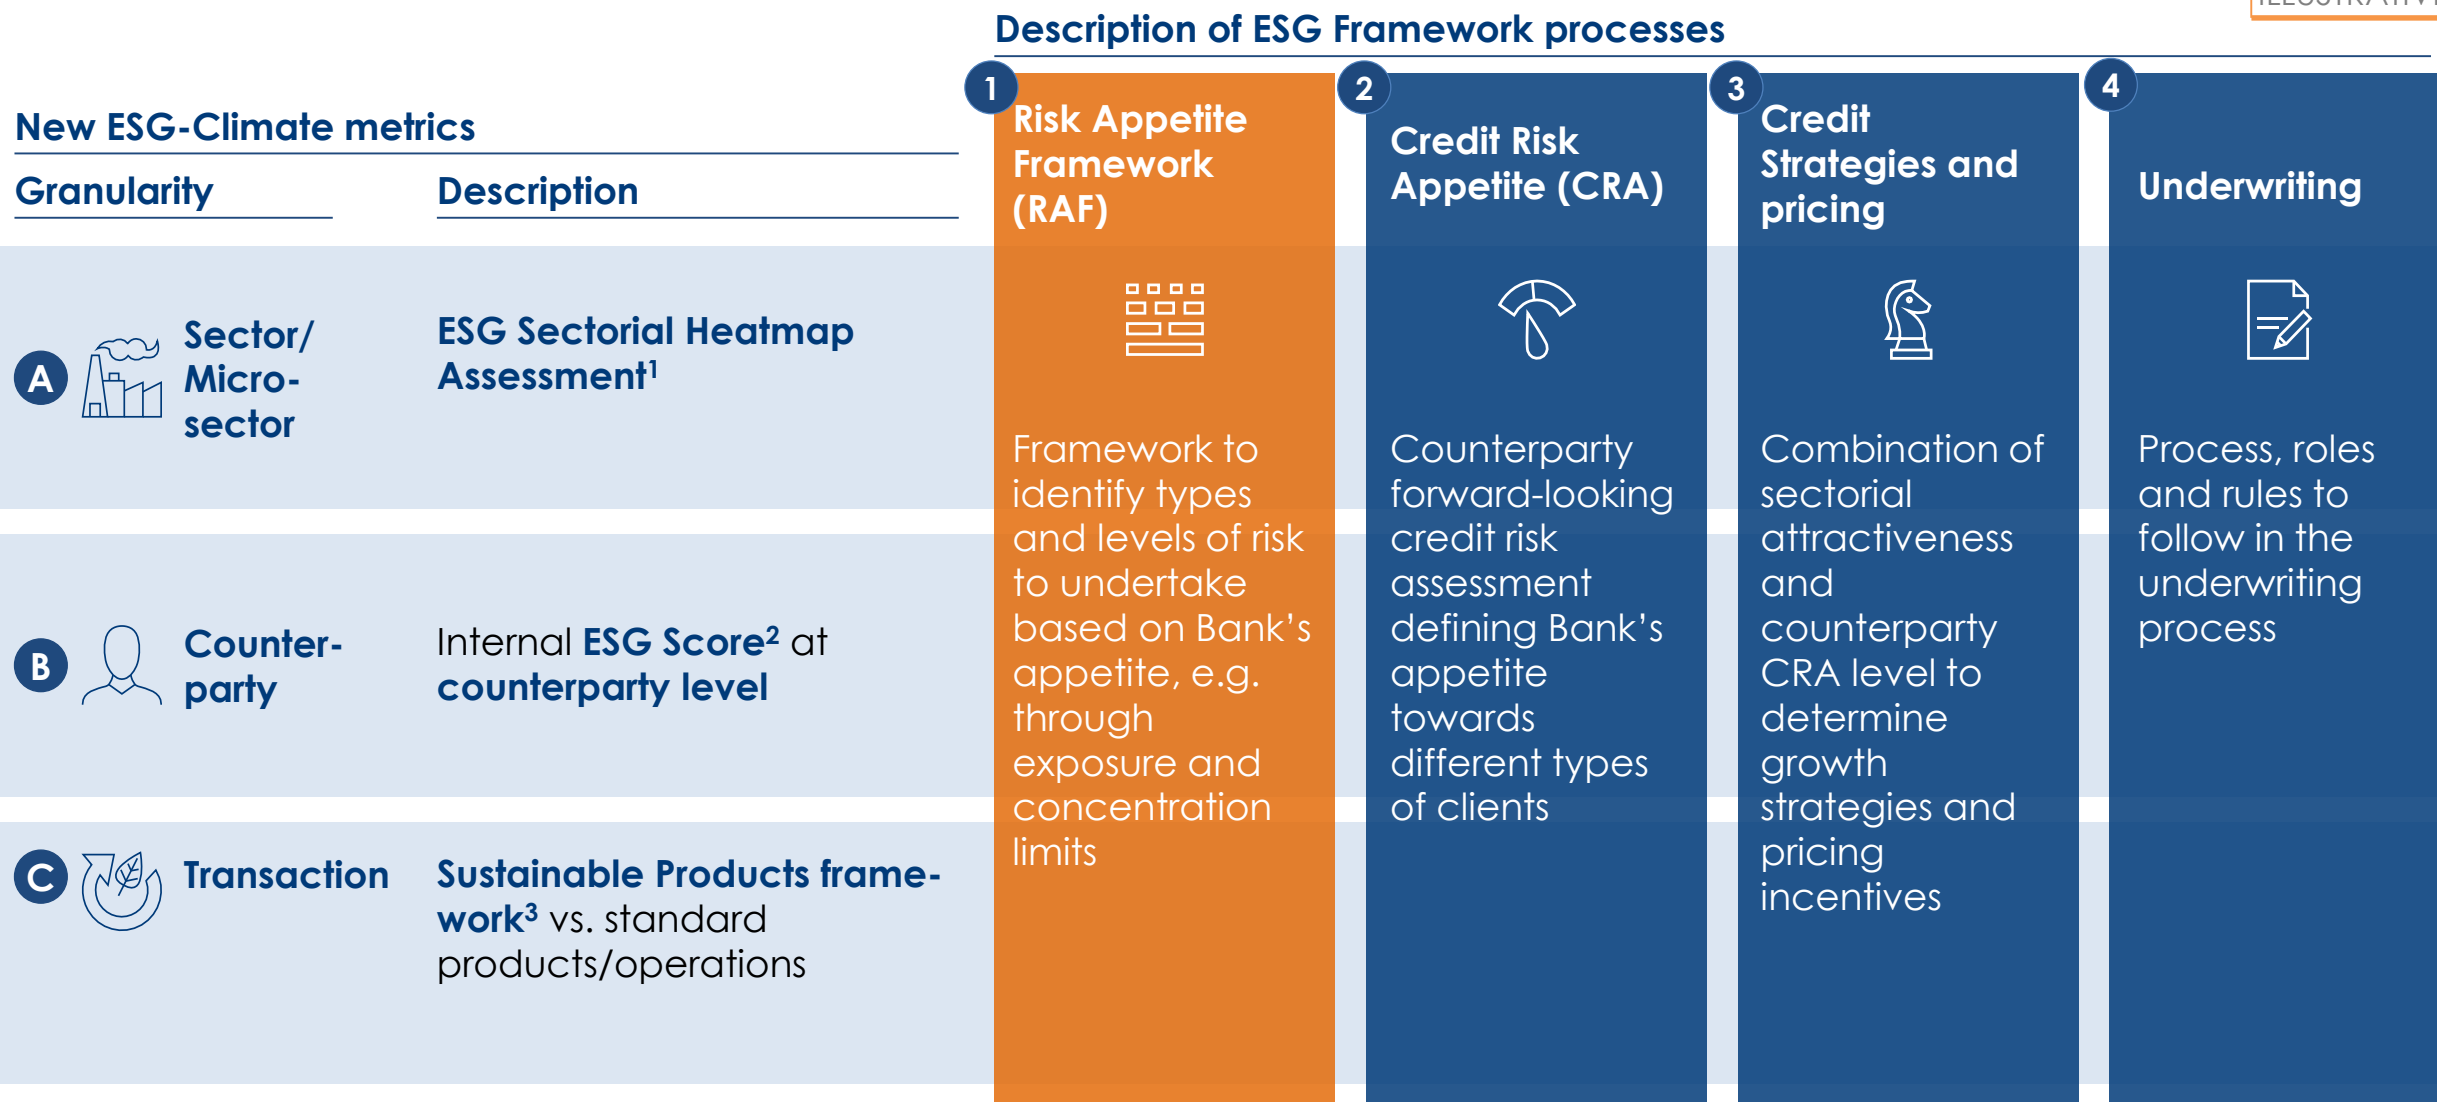 Description of ESG Framework processes
New ESG-Climate metrics
Granularity
Description
1
Risk Appetite
Framework
(RAF)
2
Credit Risk
Appetite (CRA)
3
Credit
Strategies and
pricing
4
Underwriting
A
Sector/
Micro-
sector
ESG Sectorial Heatmap
Assessment¹
B
Counter-
party
Internal ESG Score² at
counterparty level
C
Transaction
Sustainable Products frame-
work³ vs. standard
products/operations
Framework to
identify types
and levels of risk
to undertake
based on Bank’s
appetite, e.g.
through
exposure and
concentration
limits
Counterparty
forward-looking
credit risk
assessment
defining Bank’s
appetite
towards
different types
of clients
Combination of
sectorial
attractiveness
and
counterparty
CRA level to
determine
growth
strategies and
pricing
incentives
Process, roles
and rules to
follow in the
underwriting
process